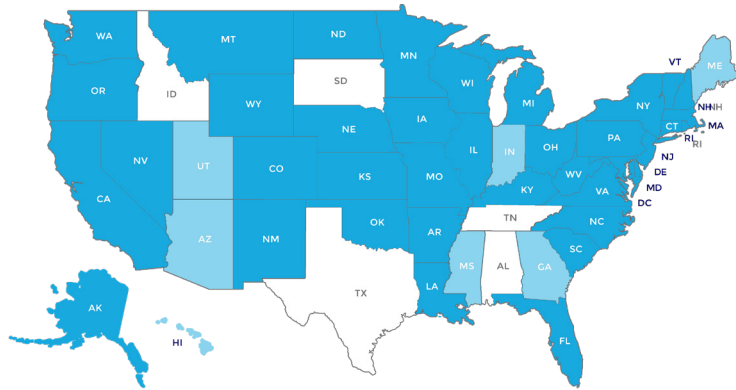 WA
MT
ND
MN
VT
ME
OR
ID
SD
WI
MI
NY
NH
NH
WY
MA
CT
RI
RI
NE
IA
PA
NJ
NV
UT
CO
IL
IN
OH
DE
CA
KS
MO
KY
WV
VA
MD
DC
AZ
NM
OK
AR
TN
NC
SC
MS
AL
GA
TX
LA
AK
HI
FL